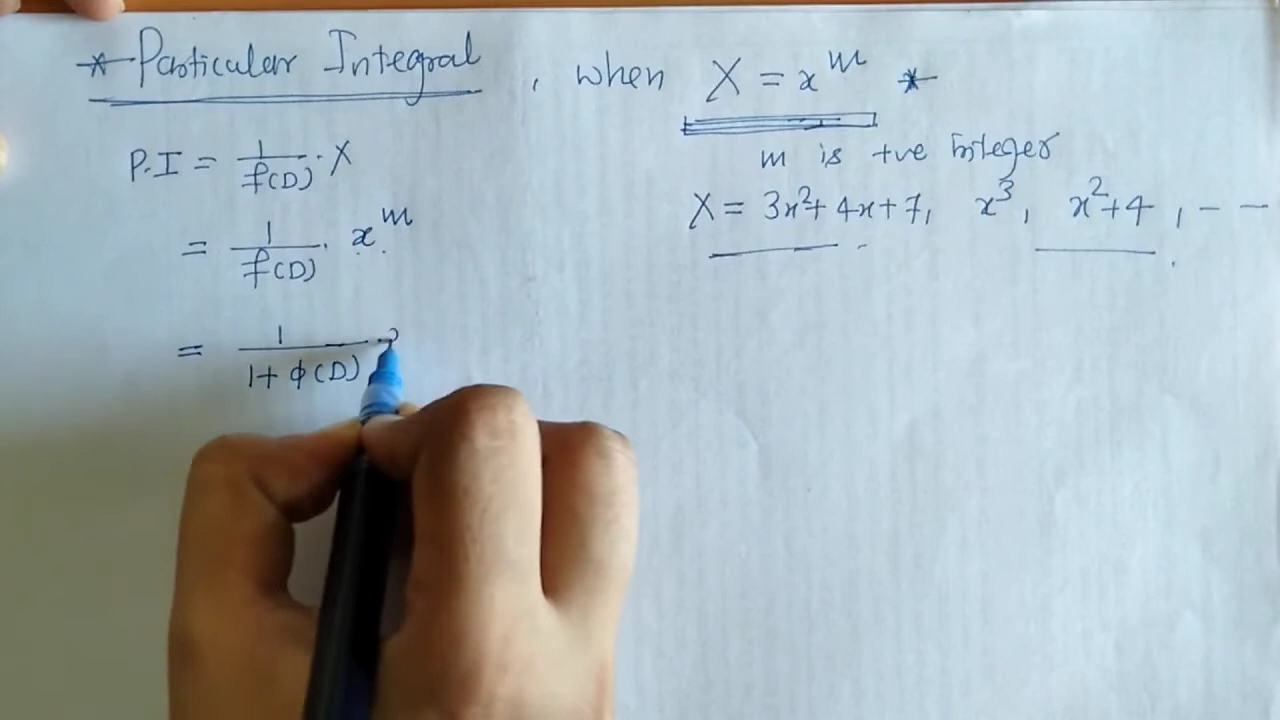 * Particular Integral, when X = x^m *
m is +ve Integer
P.I = 1/f(D) · X
X = 3x²+4x+7, x³, x²+4, - -
= 1/f(D) · x^m
= 1/1+ϕ(D)